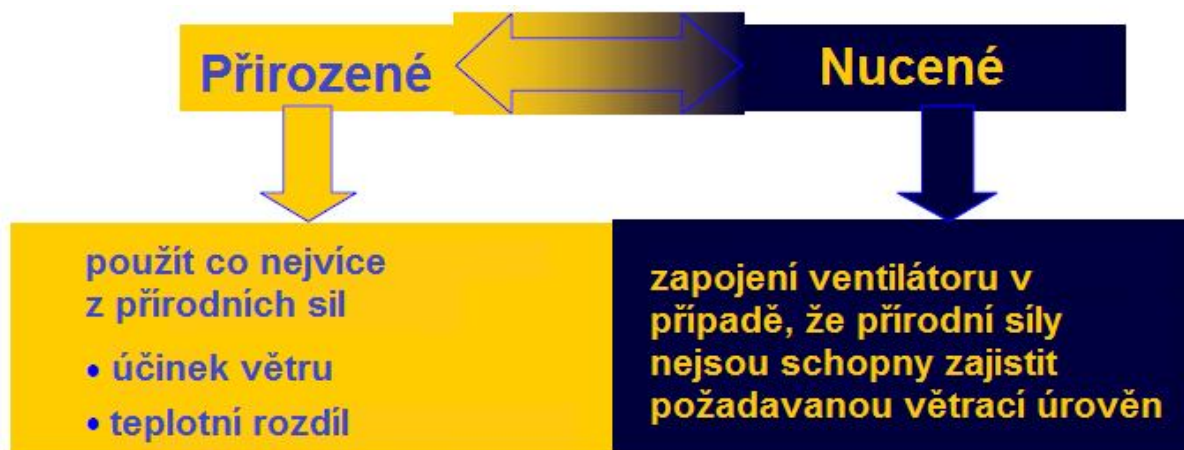 Přirozené
Nucené
použít co nejvíce
z přírodních sil
• účinek větru
• teplotní rozdíl
zapojení ventilátoru v
případě, že přírodní síly
nejsou schopny zajistit
požadavanou větrací úrověn